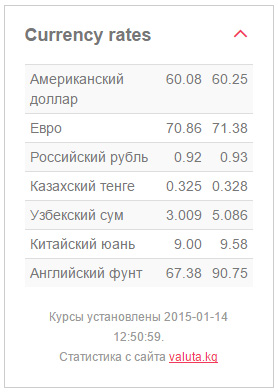 Currency rates
Американский 60.08 60.25
доллар
Евро 70.86 71.38
Российский рубль 0.92 0.93
Казахский тенге 0.325 0.328
Узбекский сум 3.009 5.086
Китайский юань 9.00 9.58
Английский фунт 67.38 90.75
Курсы установлены 2015-01-14
12:50:59.
Статистика с сайта valuta.kg